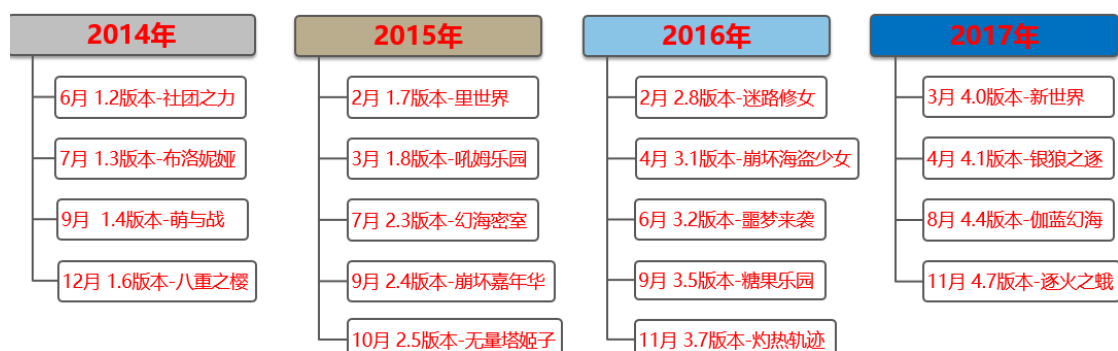 2014年
6月 1.2版本-社团之力
7月 1.3版本-布洛妮娅
9月 1.4版本-萌与战
12月 1.6版本-八重之樱
2015年
2月 1.7版本-里世界
3月 1.8版本-吼姆乐园
7月 2.3版本-幻海密室
9月 2.4版本-崩坏嘉年华
10月 2.5版本-无量塔姬子
2016年
2月 2.8版本-迷路修女
4月 3.1版本-崩坏海盗少女
6月 3.2版本-噩梦来袭
9月 3.5版本-糖果乐园
11月 3.7版本-灼热轨迹
2017年
3月 4.0版本-新世界
4月 4.1版本-银狼之逐
8月 4.4版本-伽蓝幻海
11月 4.7版本-逐火之蛾